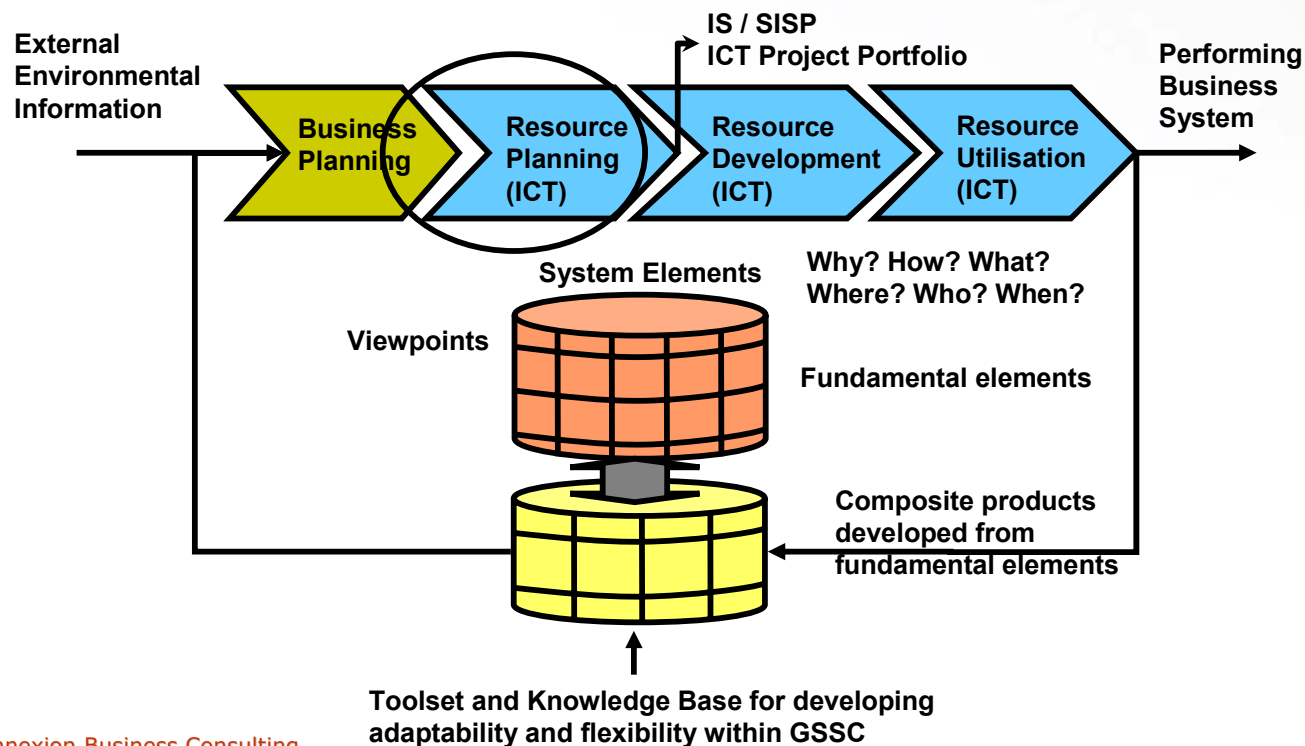 External
Environmental
Information
IS / SISP
ICT Project Portfolio
Performing
Business
System
Business
Planning
Resource
Planning
(ICT)
Resource
Development
(ICT)
Resource
Utilisation
(ICT)
System Elements
Why? How? What?
Where? Who? When?
Viewpoints
Fundamental elements
Composite products
developed from
fundamental elements
Toolset and Knowledge Base for developing
adaptability and flexibility within GSSC
Business Consulting